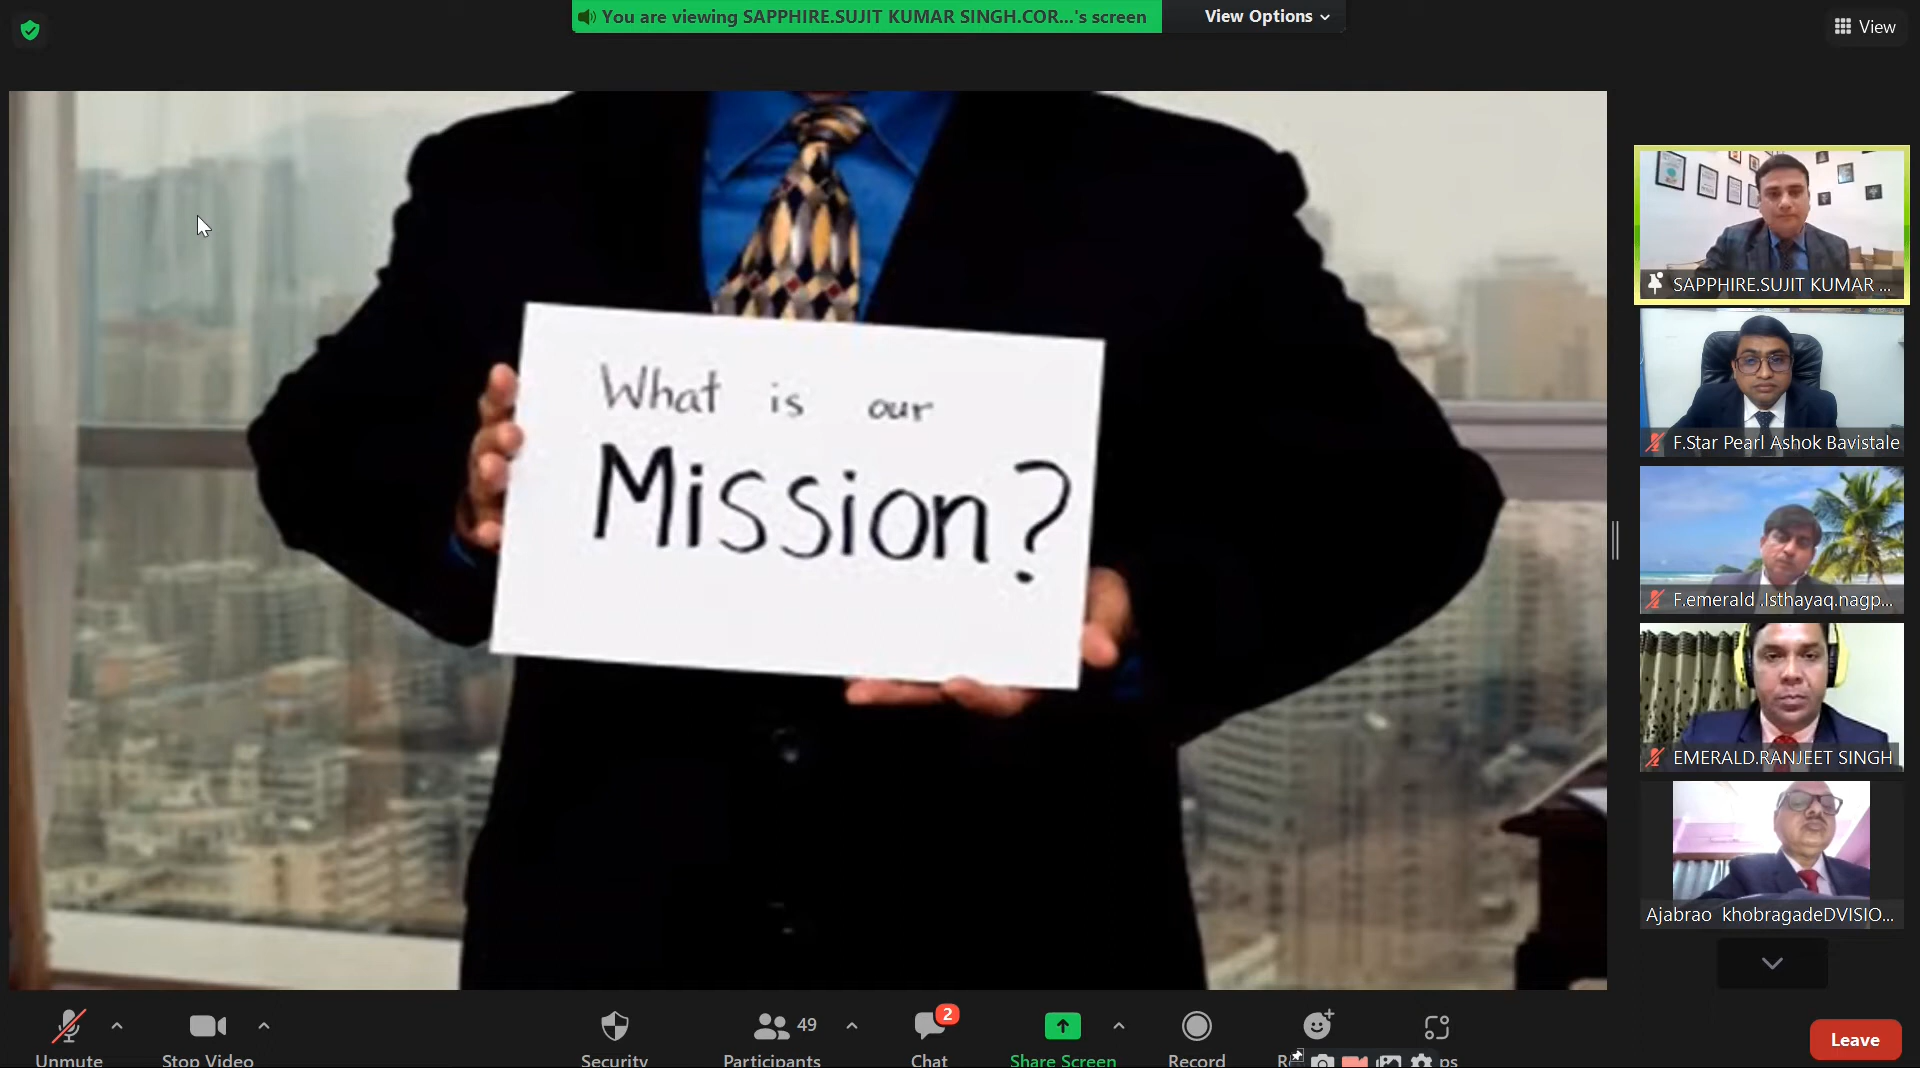 You are viewing SAPPHIRE.SUJIT KUMAR SINGH.COR...'s screen
View Options
View
What is our
Mission?
SAPPHIRE.SUJIT KUMAR ...
F.Star Pearl Ashok Bavistale
F.emerald .Isthayaq.nagp...
EMERALD.RANJEET SINGH
Ajabrao khobragadeDVISIO...
Unmute
Stop Video
Security
49
Participants
2
Chat
Share Screen
Record
ps
Leave